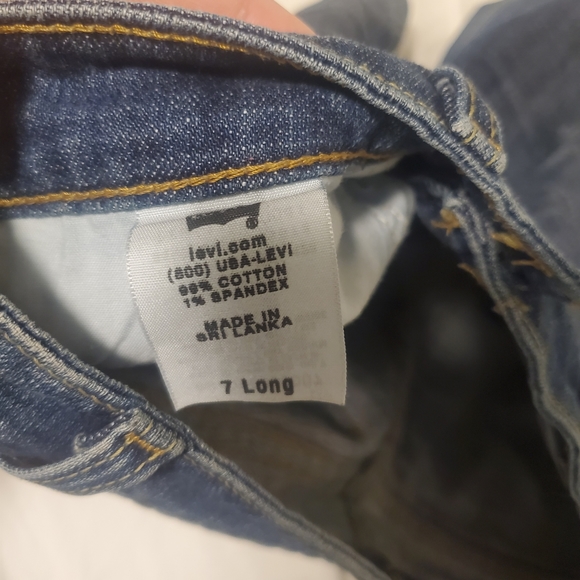 ®
levi.com
(800) USA-LEVI
99% COTTON
1% SPANDEX
MADE IN
SRI LANKA
7 Long